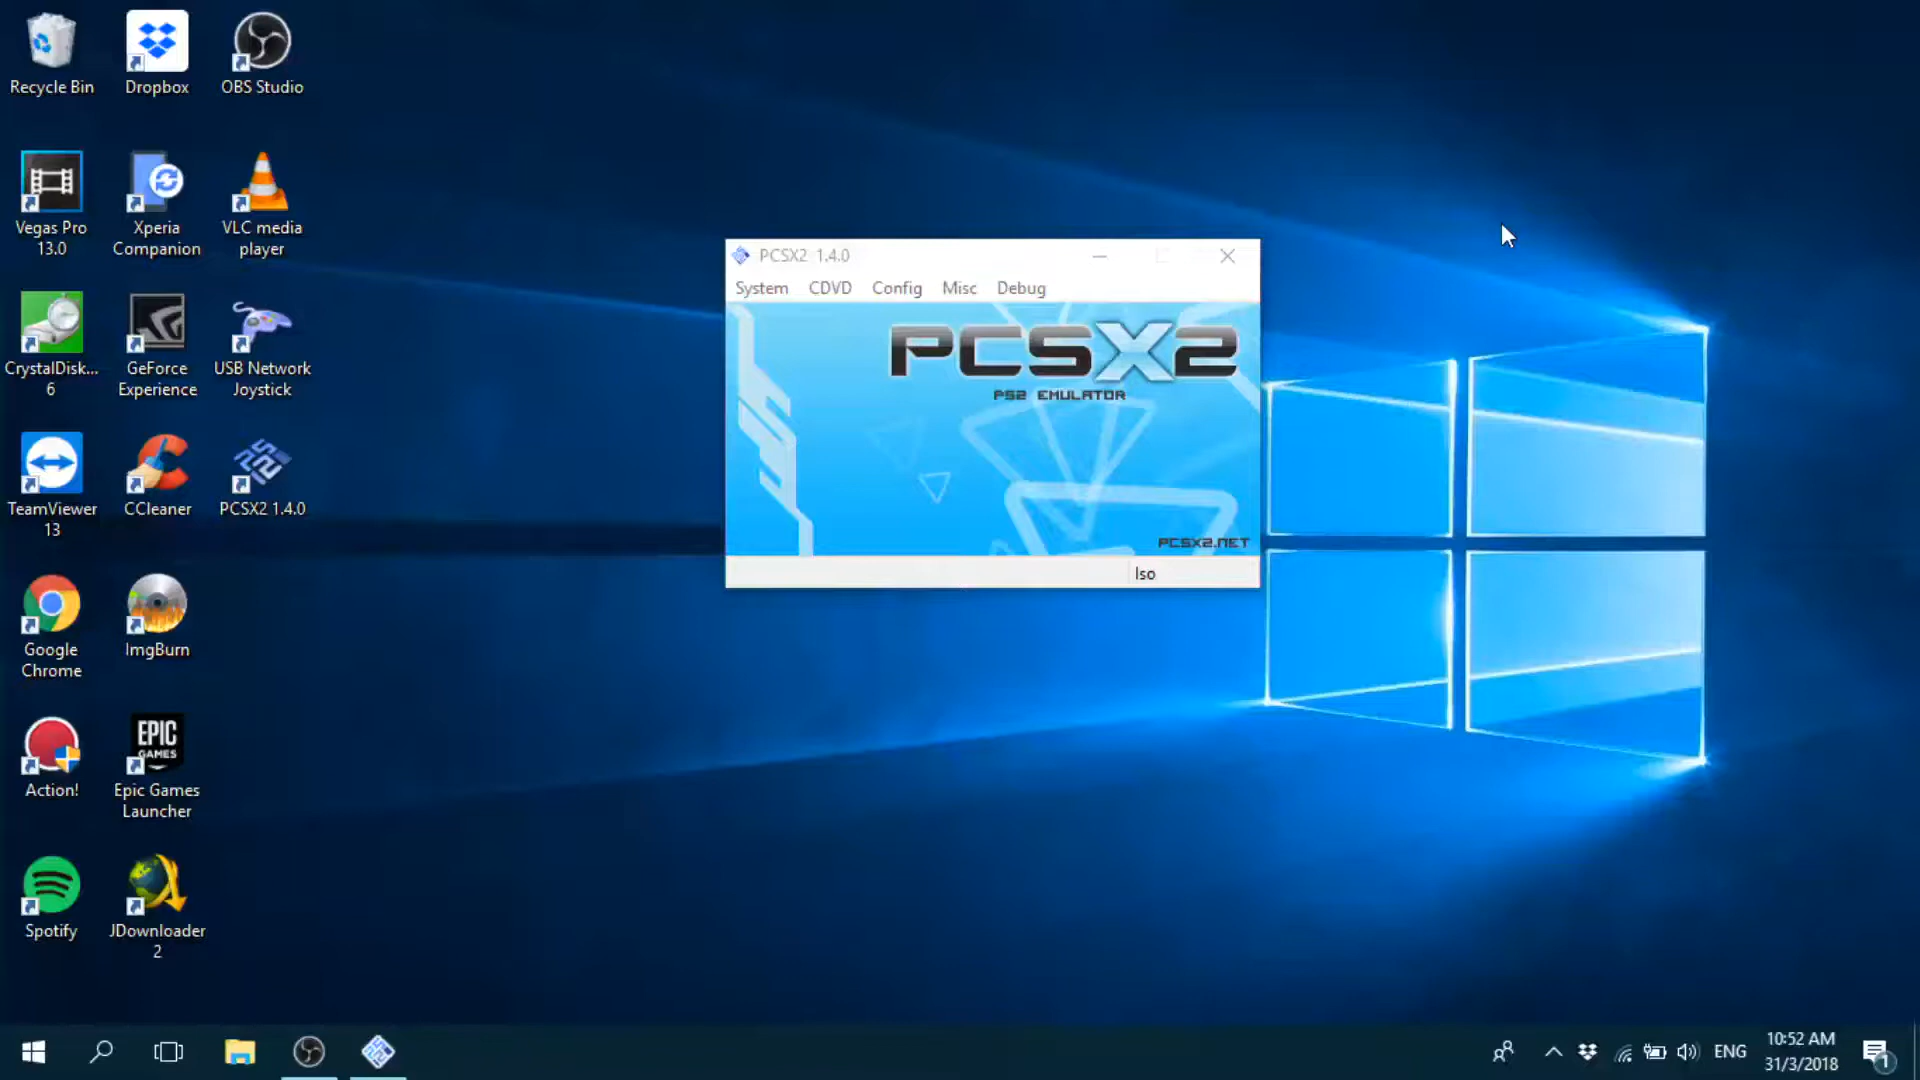 Recycle Bin
Dropbox
OBS Studio
Vegas Pro
13.0
Xperia
Companion
VLC media
player
CrystalDisk...
6
GeForce
Experience
USB Network
Joystick
TeamViewer
13
CCleaner
PCSX2 1.4.0
Google
Chrome
ImgBurn
Action!
EPIC
GAMES
Epic Games
Launcher
Spotify
JDownloader
2
PCSX2 1.4.0
System CDVD Config Misc Debug
PCSX2
PS2 EMULATOR
PCSX2.NET
Iso
ENG
10:52 AM
31/3/2018
1